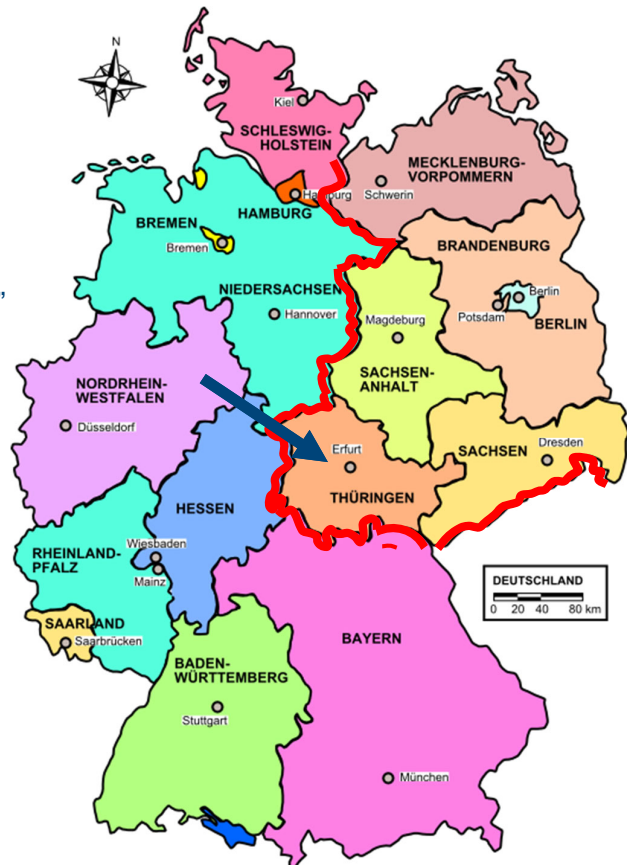 N
Kiel
SCHLESWIG-
HOLSTEIN
MECKLENBURG-
VORPOMMERN
Schwerin
Hamburg
HAMBURG
BREMEN
Bremen
BRANDENBURG
NIEDERSACHSEN
Hannover
Berlin
Potsdam
BERLIN
Magdeburg
SACHSEN-
ANHALT
NORDRHEIN-
WESTFALEN
Düsseldorf
Erfurt
THÜRINGEN
SACHSEN
Dresden
HESSEN
Wiesbaden
Mainz
RHEINLAND-
PFALZ
DEUTSCHLAND
0 20 40 80 km
SAARLAND
Saarbrücken
BAYERN
BADEN-
WÜRTTEMBERG
Stuttgart
München